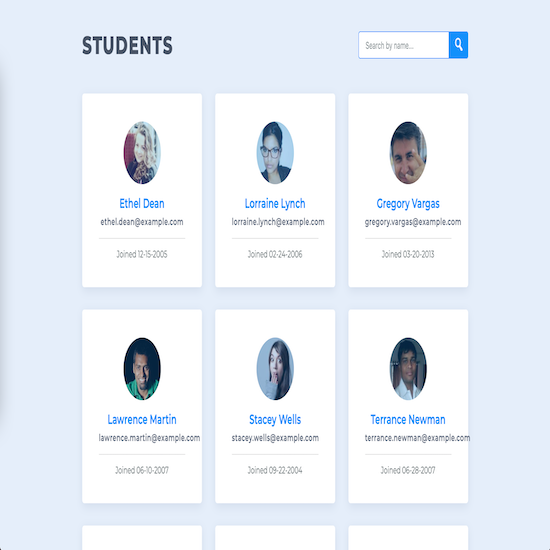 STUDENTS
Search by name...
Ethel Dean
ethel.dean@example.com
Joined 12-15-2005
Lorraine Lynch
lorraine.lynch@example.com
Joined 02-24-2006
Gregory Vargas
gregory.vargas@example.com
Joined 03-20-2013
Lawrence Martin
lawrence.martin@example.com
Joined 06-10-2007
Stacey Wells
stacey.wells@example.com
Joined 09-22-2004
Terrance Newman
terrance.newman@example.com
Joined 06-28-2007